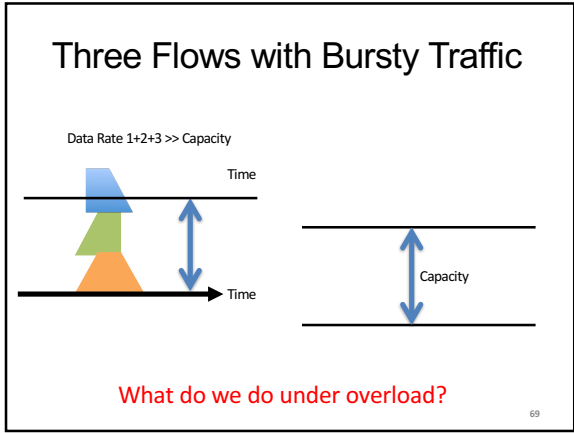 Three Flows with Bursty Traffic
Data Rate 1+2+3 >> Capacity
Time
Time
Capacity
What do we do under overload?
69